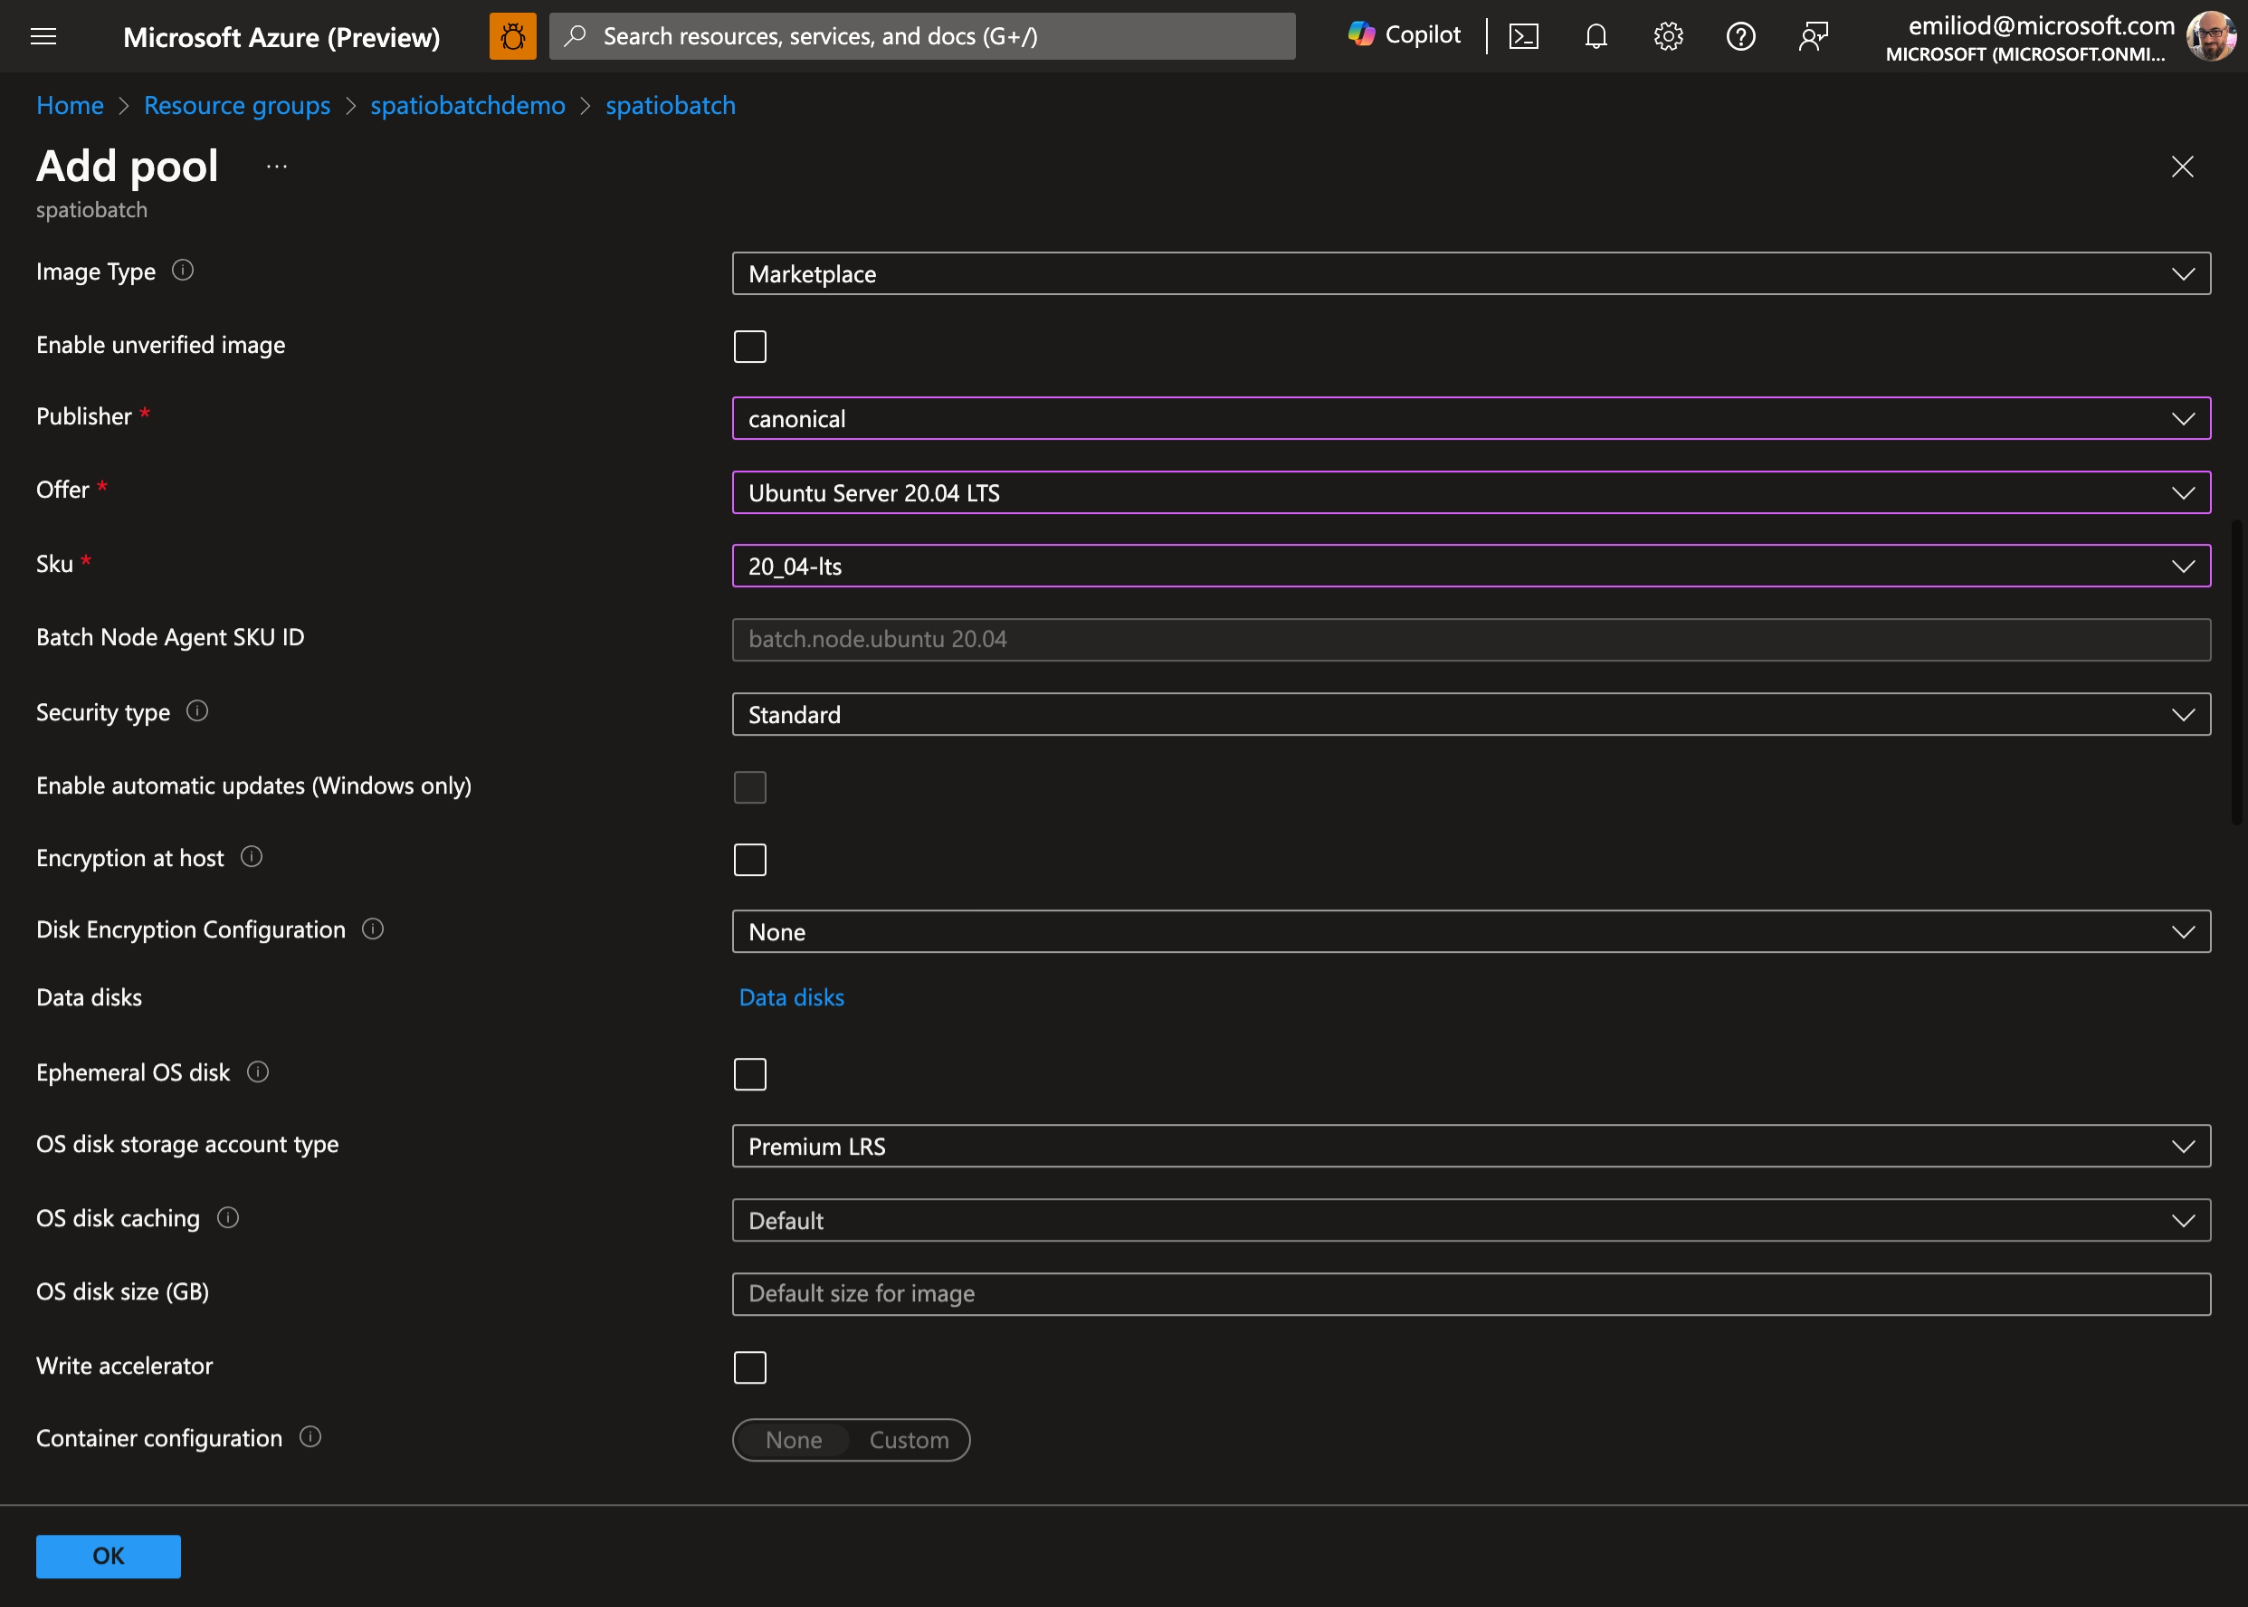 Microsoft Azure (Preview)
Search resources, services, and docs (G+/)
Copilot
emiliod@microsoft.com
MICROSOFT (MICROSOFT.ONMI...
Home > Resource groups > spatiobatchdemo > spatiobatch
Add pool ...
spatiobatch
Image Type
Marketplace
Enable unverified image
Publisher *
canonical
Offer *
Ubuntu Server 20.04 LTS
Sku *
20_04-lts
Batch Node Agent SKU ID
batch.node.ubuntu 20.04
Security type
Standard
Enable automatic updates (Windows only)
Encryption at host
Disk Encryption Configuration
None
Data disks
Data disks
Ephemeral OS disk
OS disk storage account type
Premium LRS
OS disk caching
Default
OS disk size (GB)
Default size for image
Write accelerator
Container configuration
None Custom
OK